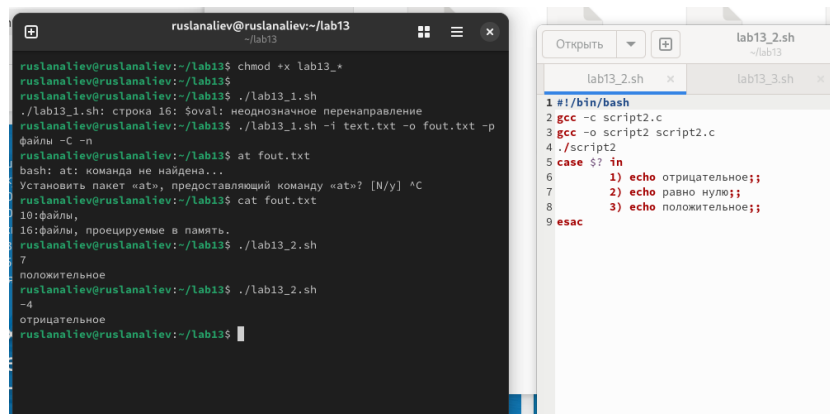 ruslanaliev@ruslanaliev:~/lab13
~/lab13
ruslanaliev@ruslanaliev:~/lab13$ chmod +x lab13_*
ruslanaliev@ruslanaliev:~/lab13$
ruslanaliev@ruslanaliev:~/lab13$ ./lab13_1.sh
./lab13_1.sh: строка 16: $oval: неоднозначное перенаправление
ruslanaliev@ruslanaliev:~/lab13$ ./lab13_1.sh -i text.txt -o fout.txt -p
файлы -C -n
ruslanaliev@ruslanaliev:~/lab13$ at fout.txt
bash: at: команда не найдена...
Установить пакет «at», предоставляющий команду «at»? [N/y] ^C
ruslanaliev@ruslanaliev:~/lab13$ cat fout.txt
10:файлы,
16:файлы, проецируемые в память.
ruslanaliev@ruslanaliev:~/lab13$ ./lab13_2.sh
7
положительное
ruslanaliev@ruslanaliev:~/lab13$ ./lab13_2.sh
-4
отрицательное
ruslanaliev@ruslanaliev:~/lab13$
Открыть
lab13_2.sh
~/lab13
lab13_2.sh ×
lab13_3.sh ×
1 #!/bin/bash
2 gcc -c script2.c
3 gcc -o script2 script2.c
4 ./script2
5 case $? in
6 1) echo отрицательное;;
7 2) echo равно нулю;;
8 3) echo положительное;;
9 esac